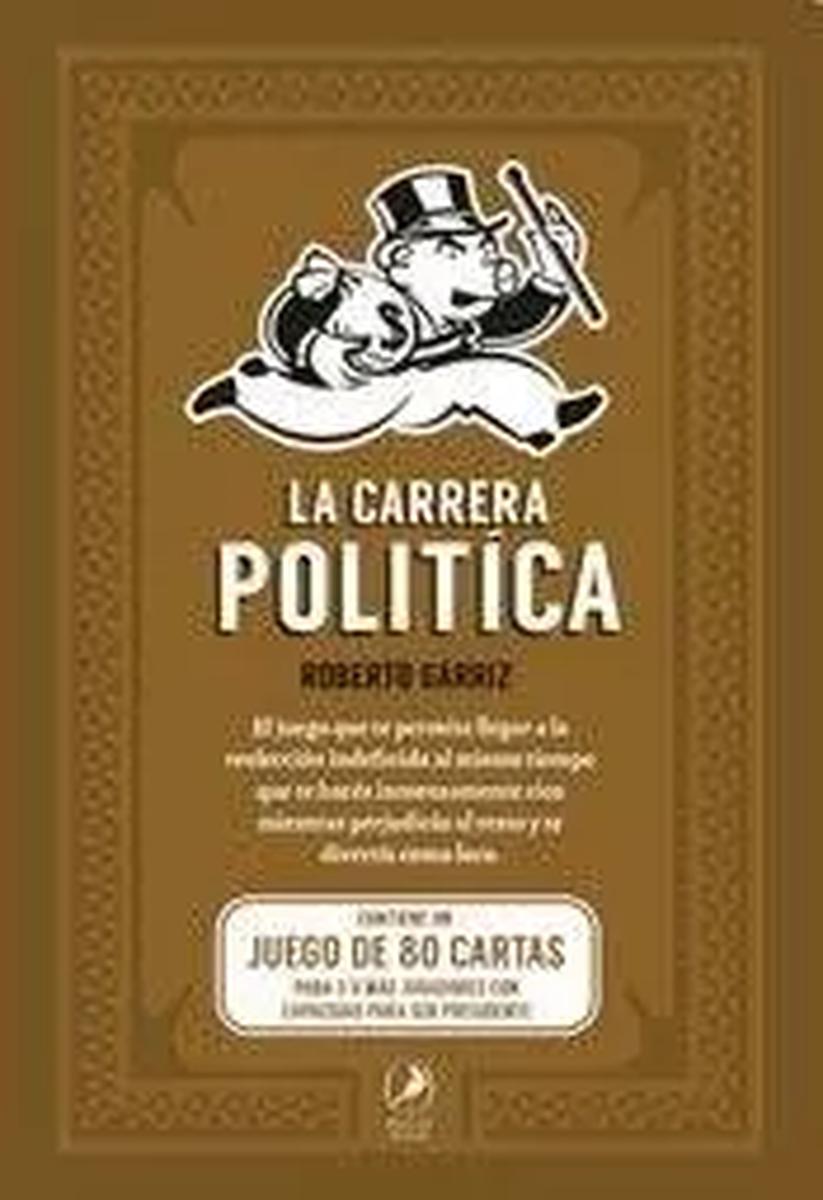 $
LA CARRERA
POLITÍCA
ROBERTO GÁRRIZ
El juego que te permite llegar a la
reelección indefinida al mismo tiempo
que te hacés inmensamente rico
mientras perjudicás al resto y te
divertís como loco
CONTIENE UN
JUEGO DE 80 CARTAS
PARA 3 O MÁS JUGADORES CON
CAPACIDAD PARA SER PRESIDENTE